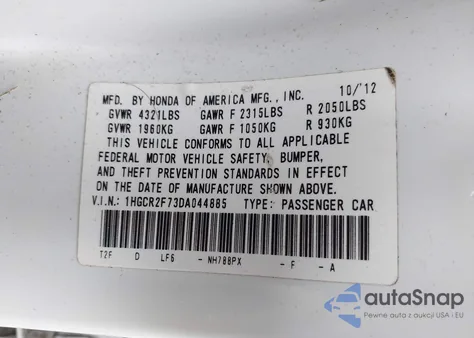 MFD. BY HONDA OF AMERICA MFG., INC. 10/'12
GVWR 4321LBS GAWR F 2315LBS R 2050LBS
GVWR 1960KG GAWR F 1050KG R 930KG
THIS VEHICLE CONFORMS TO ALL APPLICABLE
FEDERAL MOTOR VEHICLE SAFETY, BUMPER,
AND THEFT PREVENTION STANDARDS IN EFFECT
ON THE DATE OF MANUFACTURE SHOWN ABOVE.
V.I.N.: 1HGCR2F73DA044885 TYPE: PASSENGER CAR
T2F D LF6 - NH788PX - F - A
autoSnap
Pewne auta z aukcji USA i EU